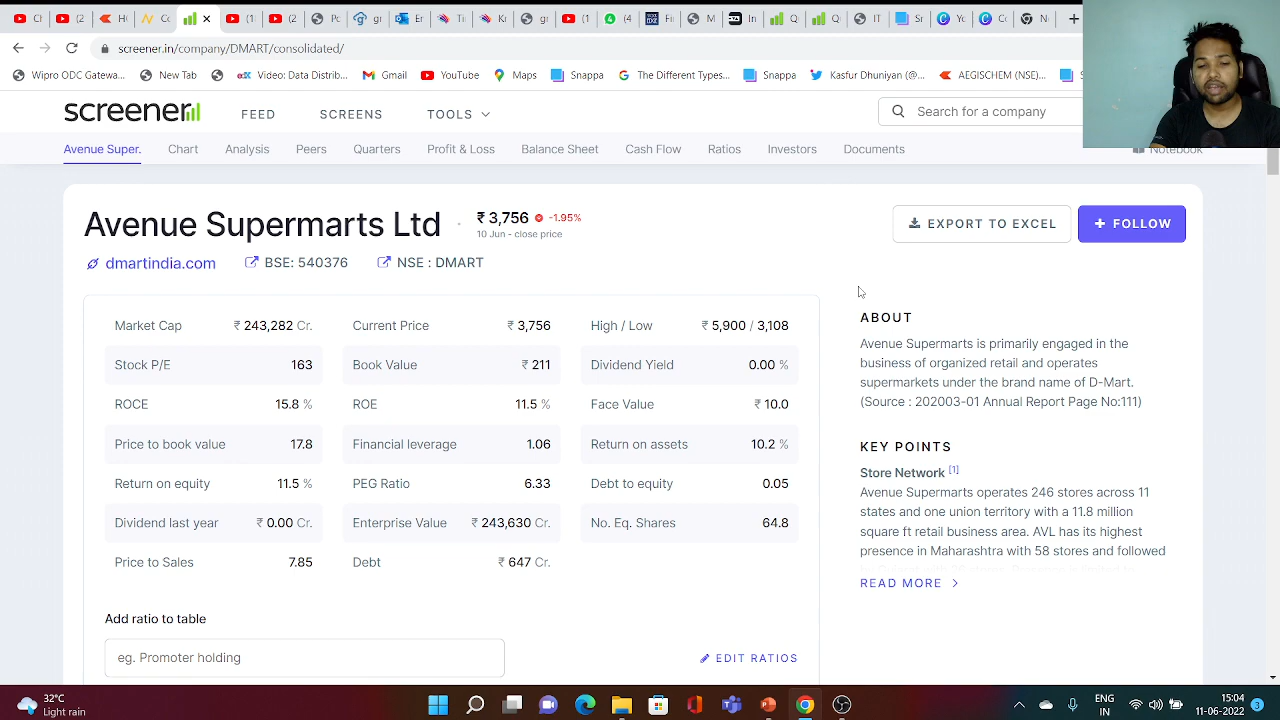 screener.in/company/DMART/consolidated/
Wipro ODC Gatewa...
New Tab
Video: Data Distrib...
Gmail
YouTube
Maps
Snappa
The Different Types...
Snappa
Kasfur Dhuniyan (@...
AEGISCHEM (NSE)...
screener
FEED
SCREENS
TOOLS
Search for a company
Avenue Super.
Chart
Analysis
Peers
Quarters
Profit & Loss
Balance Sheet
Cash Flow
Ratios
Investors
Documents
Notebook
Avenue Supermarts Ltd
₹ 3,756
-1.95%
10 Jun - close price
EXPORT TO EXCEL
FOLLOW
dmartindia.com
BSE: 540376
NSE : DMART
Market Cap ₹ 243,282 Cr.
Current Price ₹ 3,756
High / Low ₹ 5,900 / 3,108
Stock P/E 163
Book Value ₹ 211
Dividend Yield 0.00 %
ROCE 15.8 %
ROE 11.5 %
Face Value ₹ 10.0
Price to book value 17.8
Financial leverage 1.06
Return on assets 10.2 %
Return on equity 11.5 %
PEG Ratio 6.33
Debt to equity 0.05
Dividend last year ₹ 0.00 Cr.
Enterprise Value ₹ 243,630 Cr.
No. Eq. Shares 64.8
Price to Sales 7.85
Debt ₹ 647 Cr.
Add ratio to table
eg. Promoter holding
EDIT RATIOS
ABOUT
Avenue Supermarts is primarily engaged in the
business of organized retail and operates
supermarkets under the brand name of D-Mart.
(Source : 202003-01 Annual Report Page No:111)
KEY POINTS
Store Network [1]
Avenue Supermarts operates 246 stores across 11
states and one union territory with a 11.8 million
square ft retail business area. AVL has its highest
presence in Maharashtra with 58 stores and followed
READ MORE
32°C
Light rain
ENG
IN
15:04
11-06-2022
3